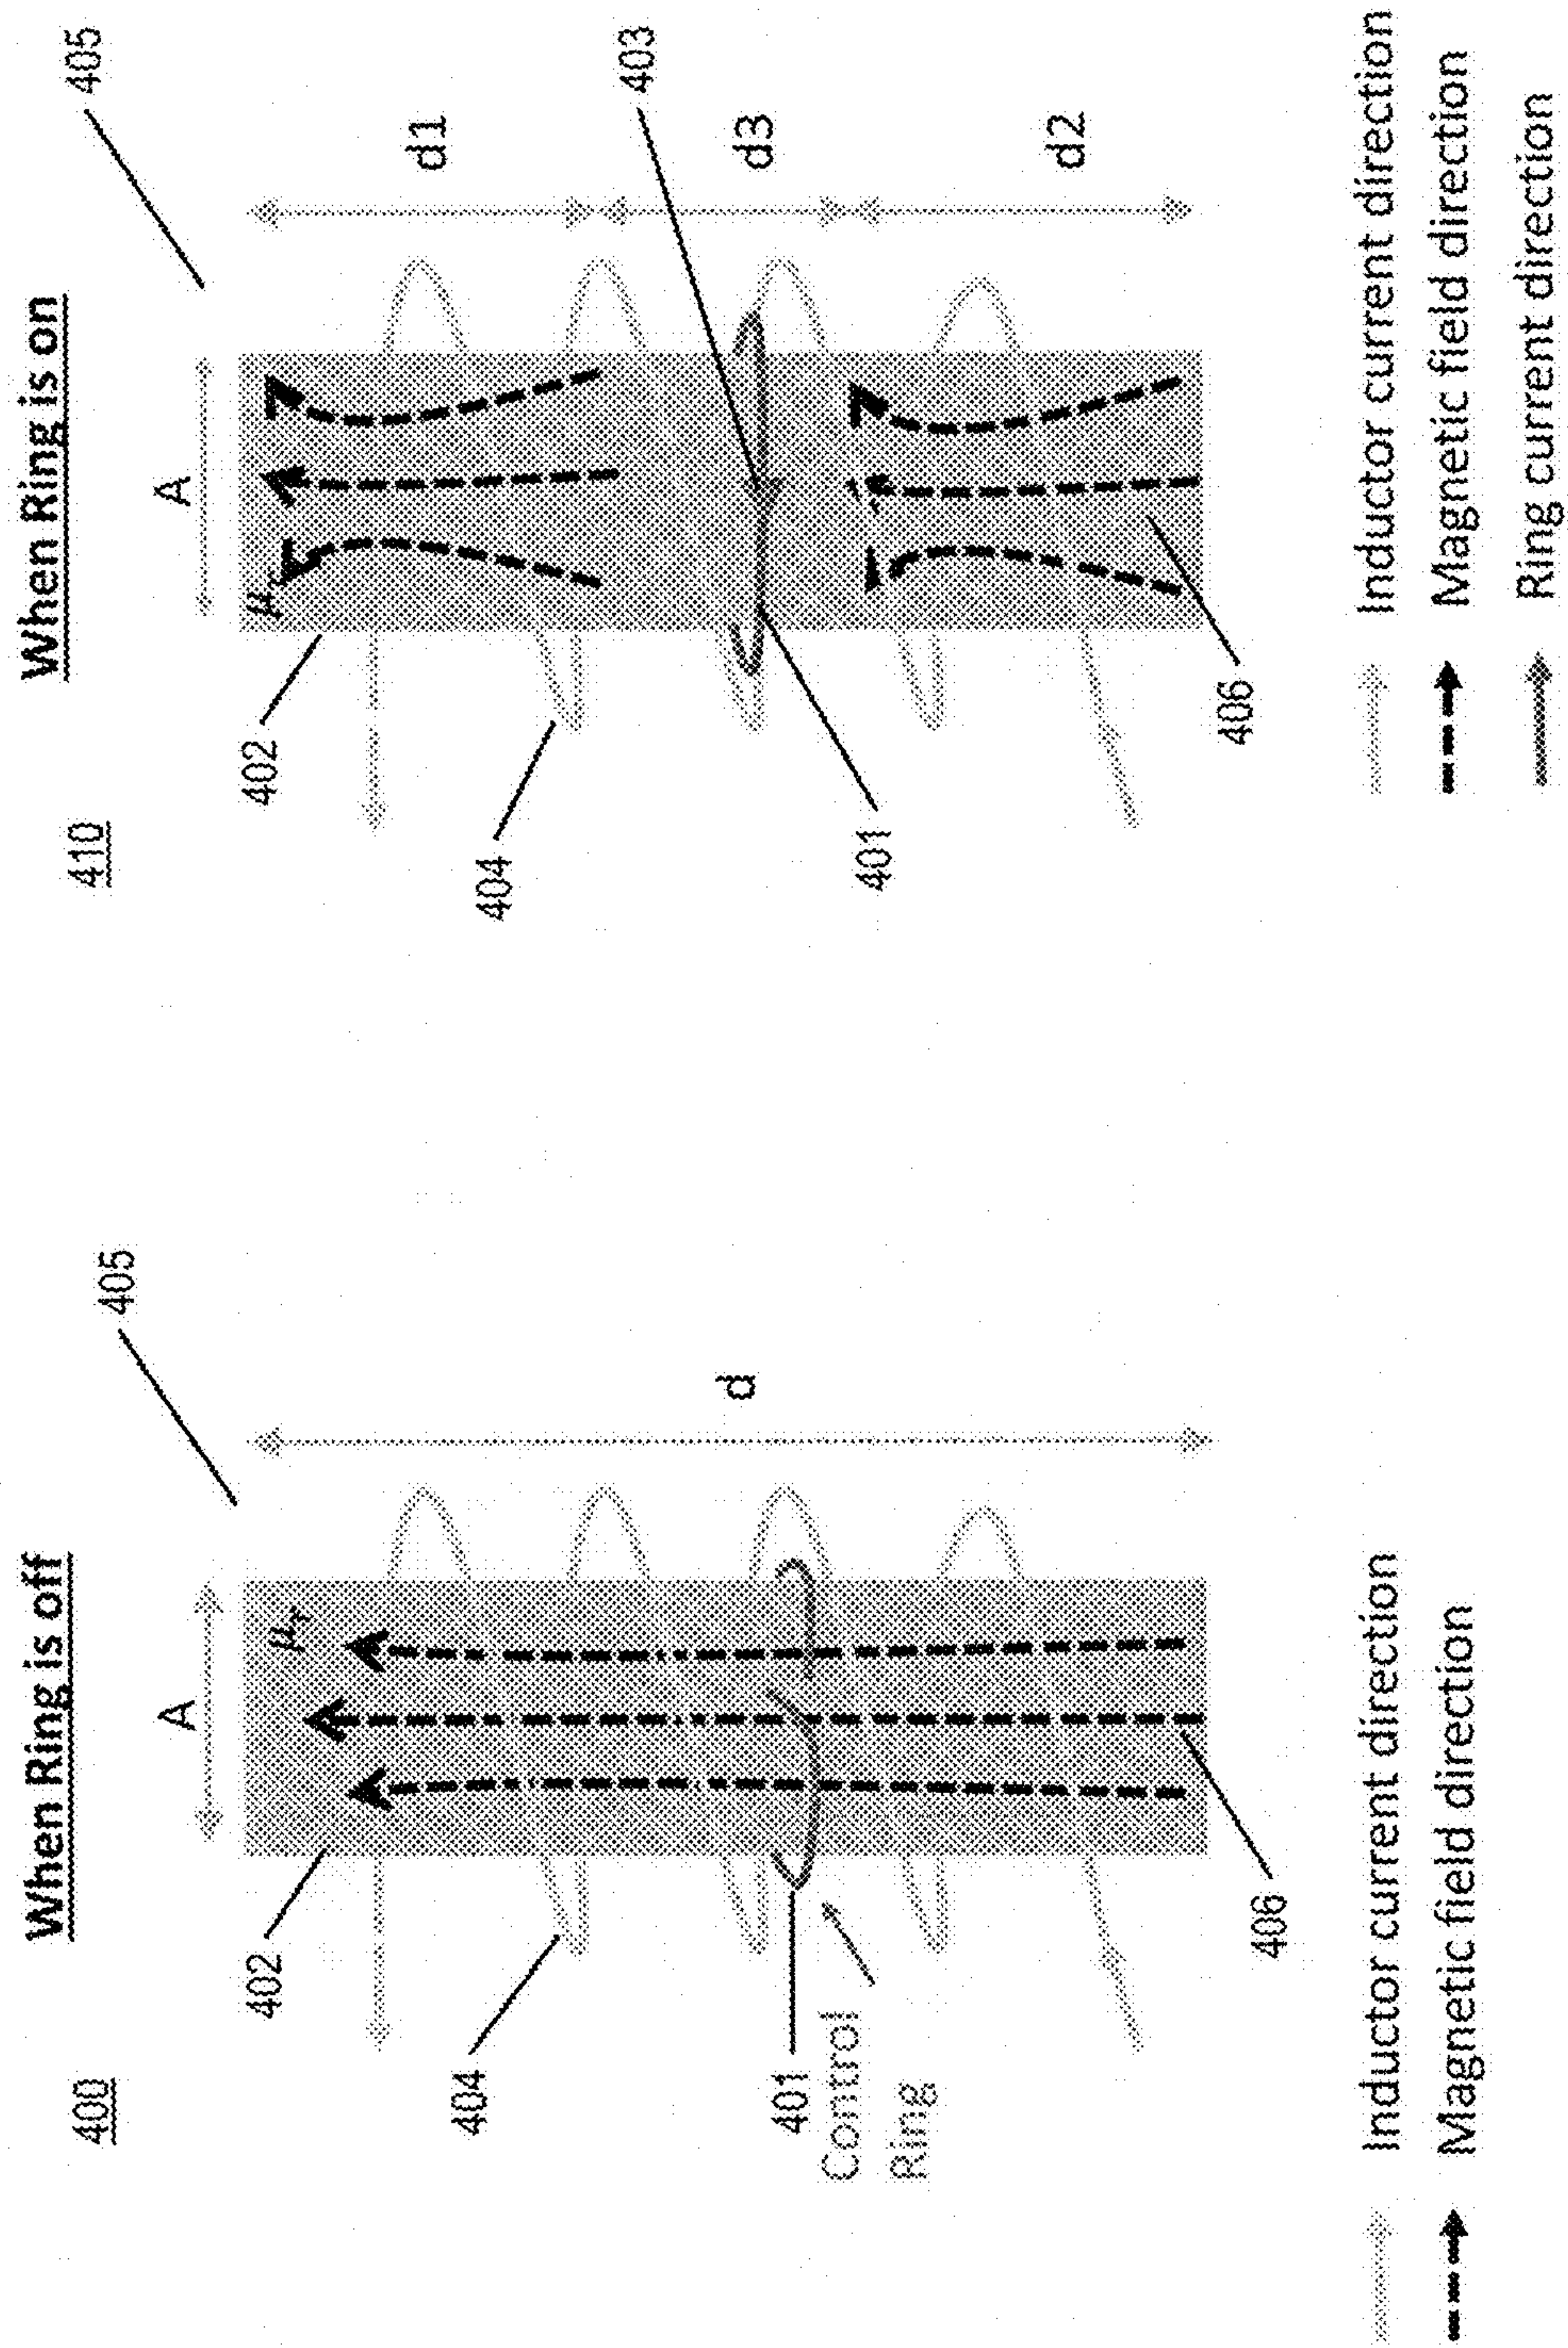 400
When Ring is off
405
A
402
μr
404
d
401
Control
Ring
406
Inductor current direction
Magnetic field direction
410
When Ring is on
405
A
402
μr
d1
404
403
d3
401
d2
406
Inductor current direction
Magnetic field direction
Ring current direction